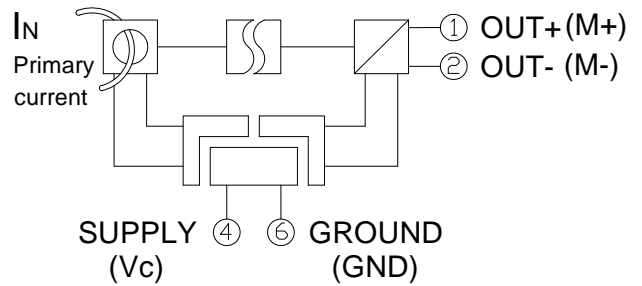 IN
Primary
current
① OUT+ (M+)
② OUT- (M-)
SUPPLY ④ ⑥ GROUND
(Vc) (GND)